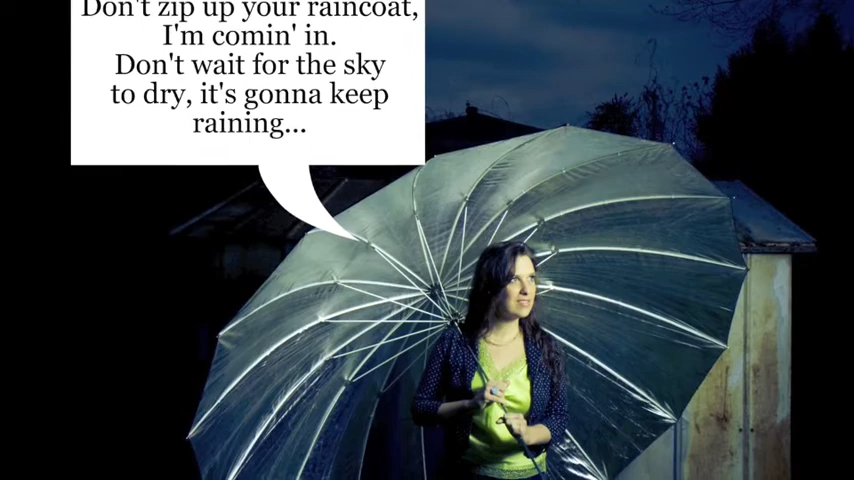 Don't zip up your raincoat,
I'm comin' in.
Don't wait for the sky
to dry, it's gonna keep
raining...